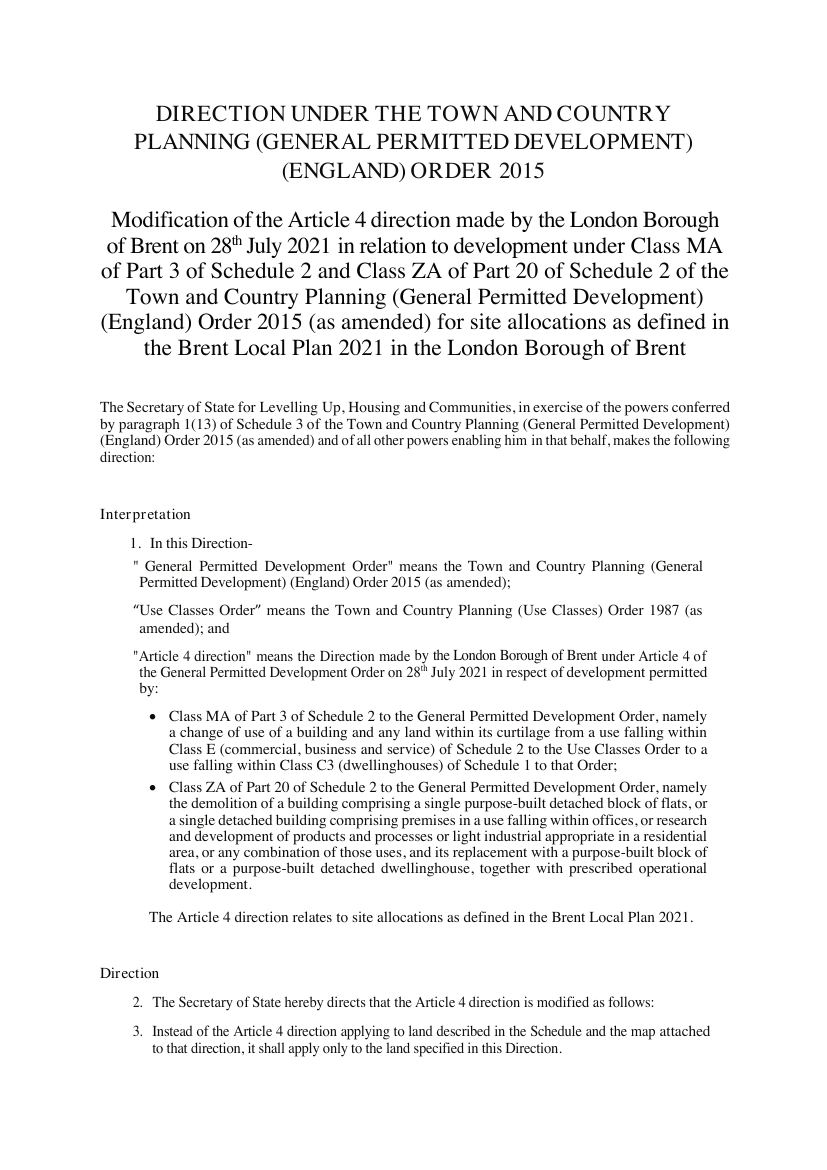 DIRECTION UNDER THE TOWN AND COUNTRY
PLANNING (GENERAL PERMITTED DEVELOPMENT)
(ENGLAND) ORDER 2015
Modification of the Article 4 direction made by the London Borough
of Brent on 28th July 2021 in relation to development under Class MA
of Part 3 of Schedule 2 and Class ZA of Part 20 of Schedule 2 of the
Town and Country Planning (General Permitted Development)
(England) Order 2015 (as amended) for site allocations as defined in
the Brent Local Plan 2021 in the London Borough of Brent
The Secretary of State for Levelling Up, Housing and Communities, in exercise of the powers conferred
by paragraph 1(13) of Schedule 3 of the Town and Country Planning (General Permitted Development)
(England) Order 2015 (as amended) and of all other powers enabling him in that behalf, makes the following
direction:
Interpretation
1. In this Direction-
" General Permitted Development Order" means the Town and Country Planning (General
Permitted Development) (England) Order 2015 (as amended);
“Use Classes Order” means the Town and Country Planning (Use Classes) Order 1987 (as
amended); and
"Article 4 direction" means the Direction made by the London Borough of Brent under Article 4 of
the General Permitted Development Order on 28th July 2021 in respect of development permitted
by:
• Class MA of Part 3 of Schedule 2 to the General Permitted Development Order, namely
a change of use of a building and any land within its curtilage from a use falling within
Class E (commercial, business and service) of Schedule 2 to the Use Classes Order to a
use falling within Class C3 (dwellinghouses) of Schedule 1 to that Order;
• Class ZA of Part 20 of Schedule 2 to the General Permitted Development Order, namely
the demolition of a building comprising a single purpose-built detached block of flats, or
a single detached building comprising premises in a use falling within offices, or research
and development of products and processes or light industrial appropriate in a residential
area, or any combination of those uses, and its replacement with a purpose-built block of
flats or a purpose-built detached dwellinghouse, together with prescribed operational
development.
The Article 4 direction relates to site allocations as defined in the Brent Local Plan 2021.
Direction
2. The Secretary of State hereby directs that the Article 4 direction is modified as follows:
3. Instead of the Article 4 direction applying to land described in the Schedule and the map attached
to that direction, it shall apply only to the land specified in this Direction.